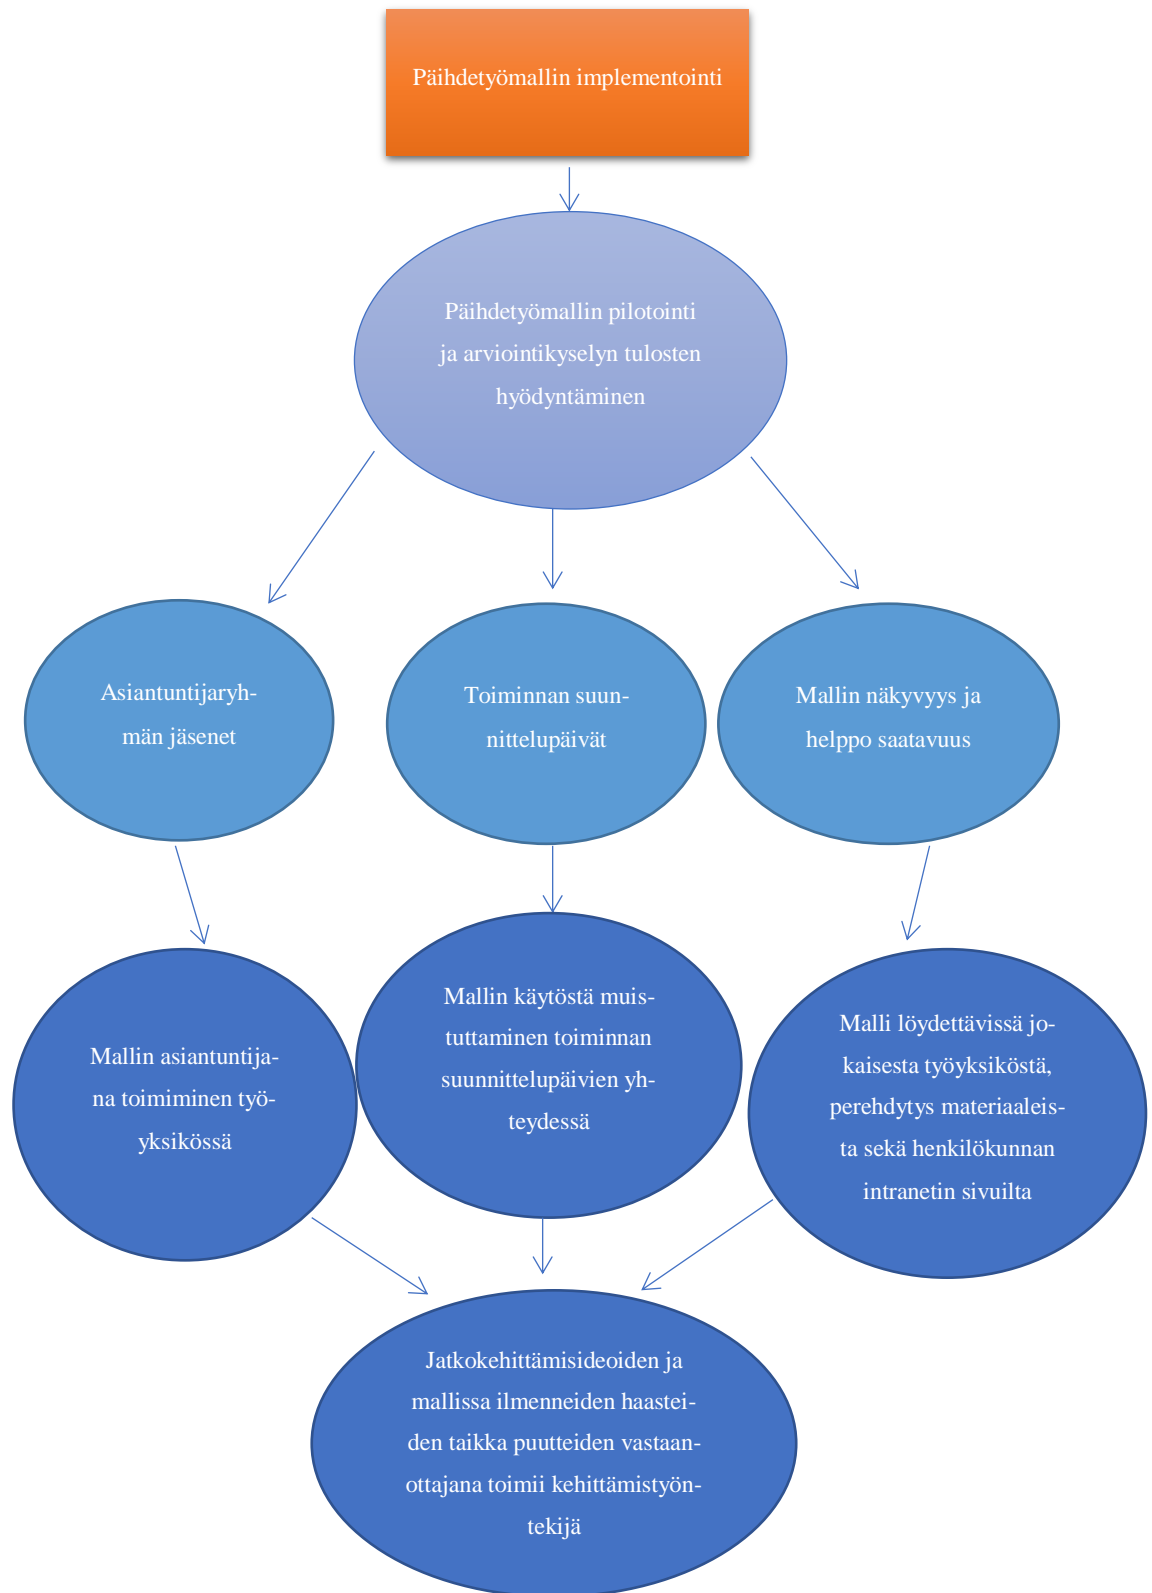 Päihdetyömallin implementointi
Päihdetyömallin pilotointi
ja arviointikyselyn tulosten
hyödyntäminen
Asiantuntijaryh-
män jäsenet
Toiminnan suun-
nittelupäivät
Mallin näkyvyys ja
helppo saatavuus
Mallin asiantuntija-
na toimiminen työ-
yksikössä
Mallin käytöstä muis-
tuttaminen toiminnan
suunnittelupäivien yh-
teydessä
Malli löydettävissä jo-
kaisesta työyksiköstä,
perehdytys materiaaleis-
ta sekä henkilökunnan
intranetin sivuilta
Jatkokehittämisideoiden ja
mallissa ilmenneiden haastei-
den taikka puutteiden vastaan-
ottajana toimii kehittämistyön-
tekijä